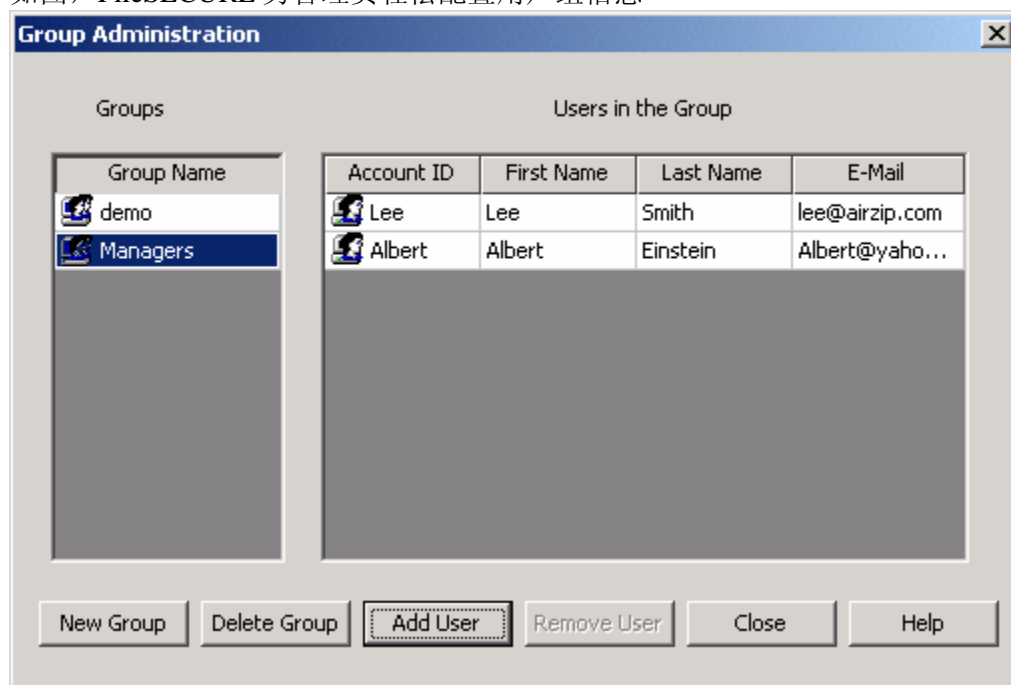 Group Administration
Groups
Users in the Group
Group Name
demo
Managers
Account ID First Name Last Name E-Mail
Lee Lee Smith lee@airzip.com
Albert Albert Einstein Albert@yaho...
New Group Delete Group Add User Remove User Close Help